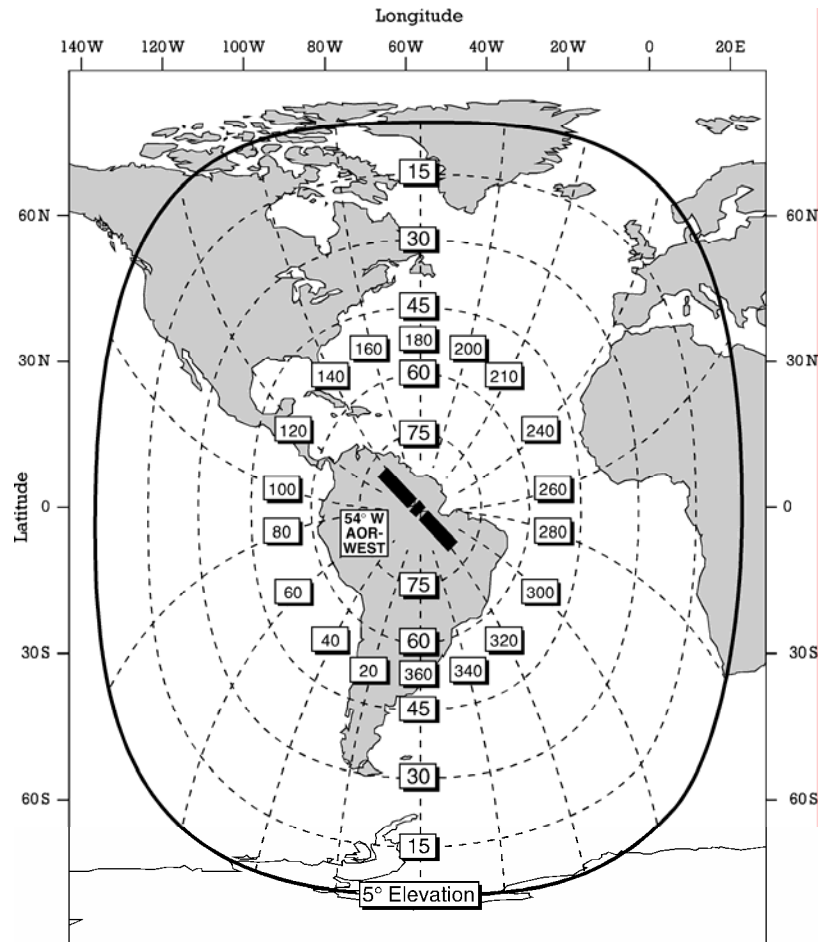 Longitude
140W 120W 100W 80W 60W 40W 20W 0 20E
15
60N 60N
30
45
180
160 200
30N 60 30N
140 210
120 75 240
100 260
Latitude
0 0
54° W
AOR-
WEST
80 280
75
60 300
40 60 320
30S 30S
20 360 340
45
30
60S 60S
15
5° Elevation